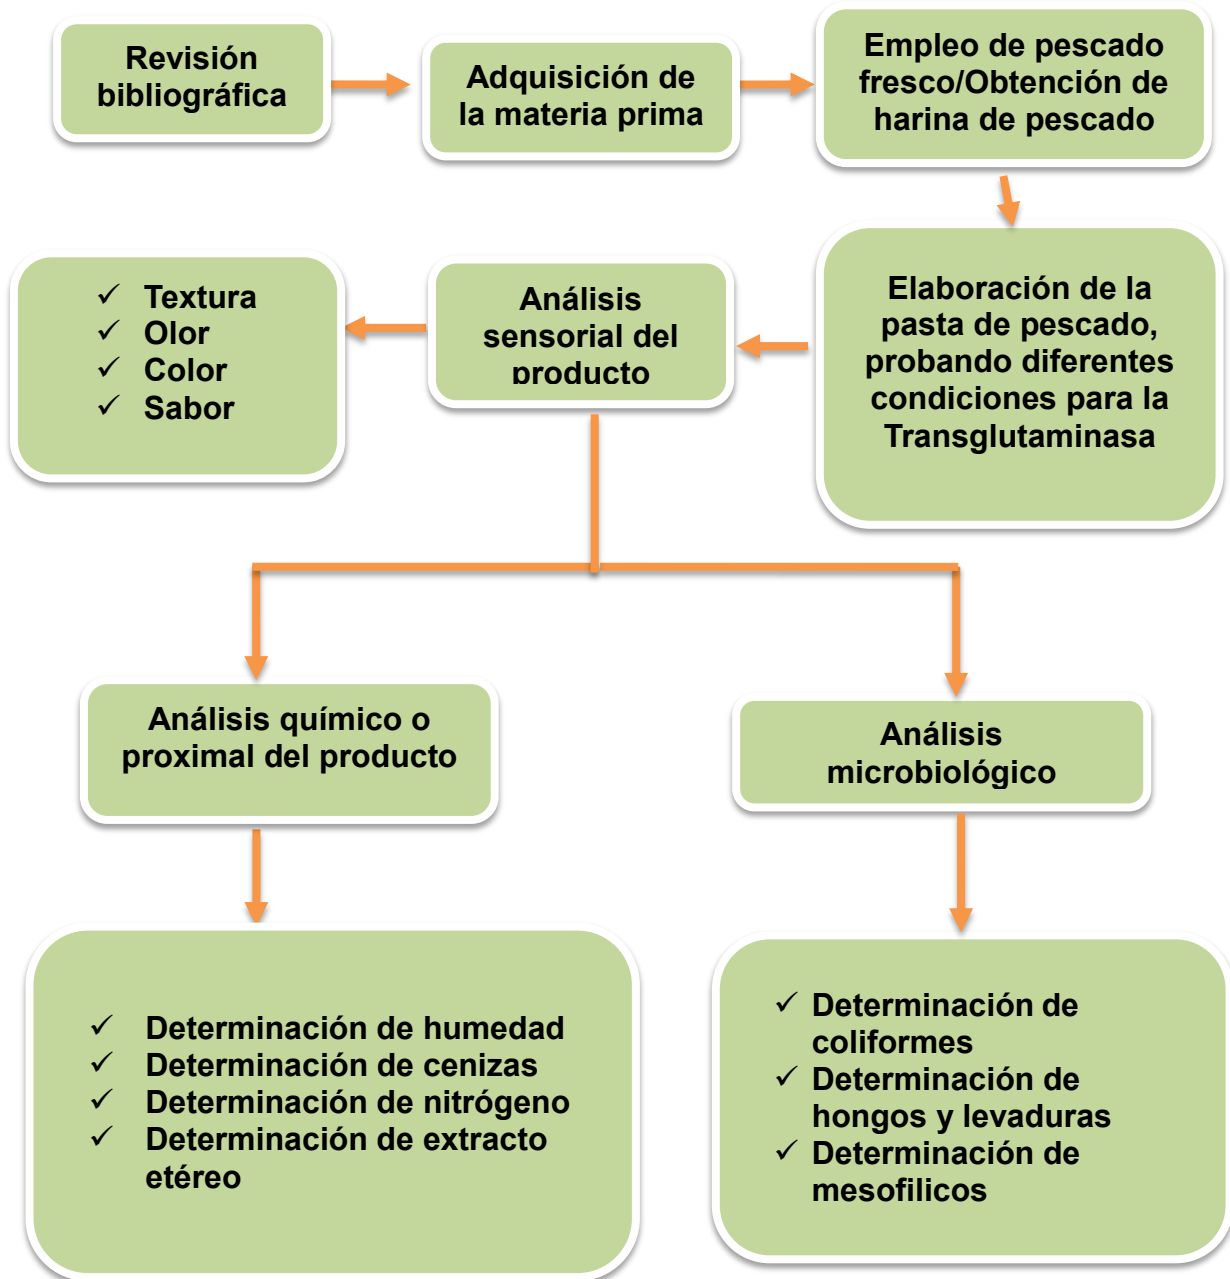 Revisión
bibliográfica
Adquisición de
la materia prima
Empleo de pescado
fresco/Obtención de
harina de pescado
Elaboración de la
pasta de pescado,
probando diferentes
condiciones para la
Transglutaminasa
Análisis
sensorial del
producto
✓ Textura
✓ Olor
✓ Color
✓ Sabor
Análisis químico o
proximal del producto
Análisis
microbiológico
✓ Determinación de humedad
✓ Determinación de cenizas
✓ Determinación de nitrógeno
✓ Determinación de extracto
etéreo
✓ Determinación de
coliformes
✓ Determinación de
hongos y levaduras
✓ Determinación de
mesofilicos